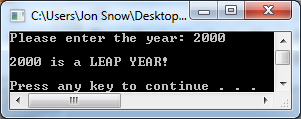 C:\Users\Jon Snow\Desktop...
Please enter the year: 2000
2000 is a LEAP YEAR!
Press any key to continue . . .